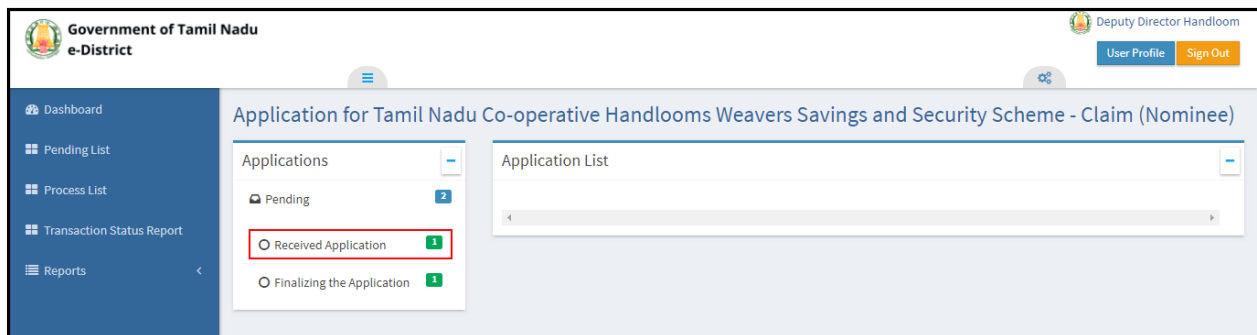 Government of Tamil Nadu
e-District
Deputy Director Handloom
User Profile
Sign Out
Dashboard
Pending List
Process List
Transaction Status Report
Reports
Application for Tamil Nadu Co-operative Handlooms Weavers Savings and Security Scheme - Claim (Nominee)
Applications
Pending 2
Received Application 1
Finalizing the Application 1
Application List